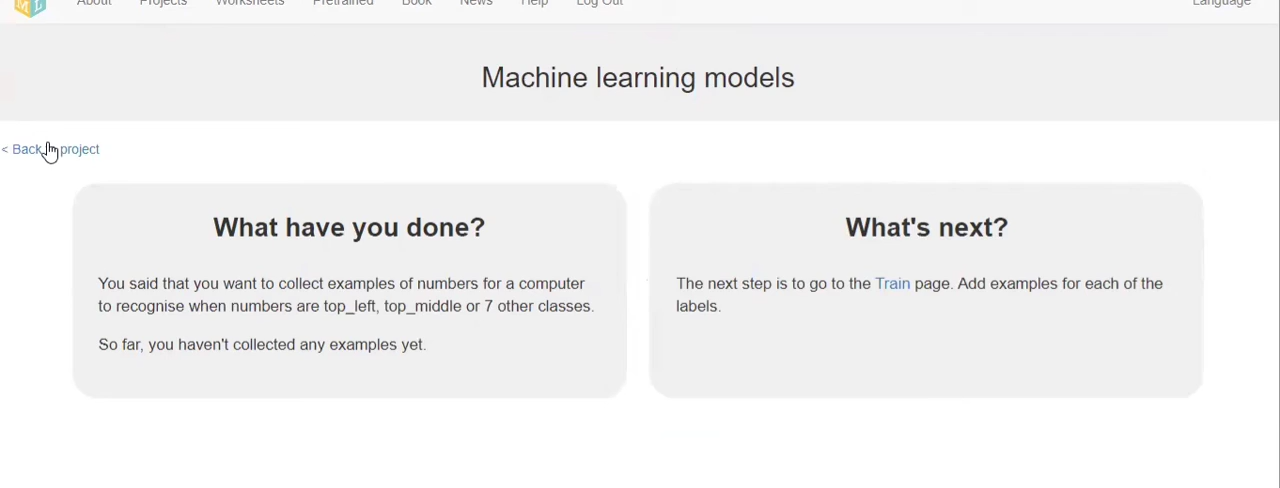 About Projects Worksheets Pretrained Book News Help Log Out Language
Machine learning models
< Back project
What have you done?
You said that you want to collect examples of numbers for a computer
to recognise when numbers are top_left, top_middle or 7 other classes.
So far, you haven't collected any examples yet.
What's next?
The next step is to go to the Train page. Add examples for each of the
labels.